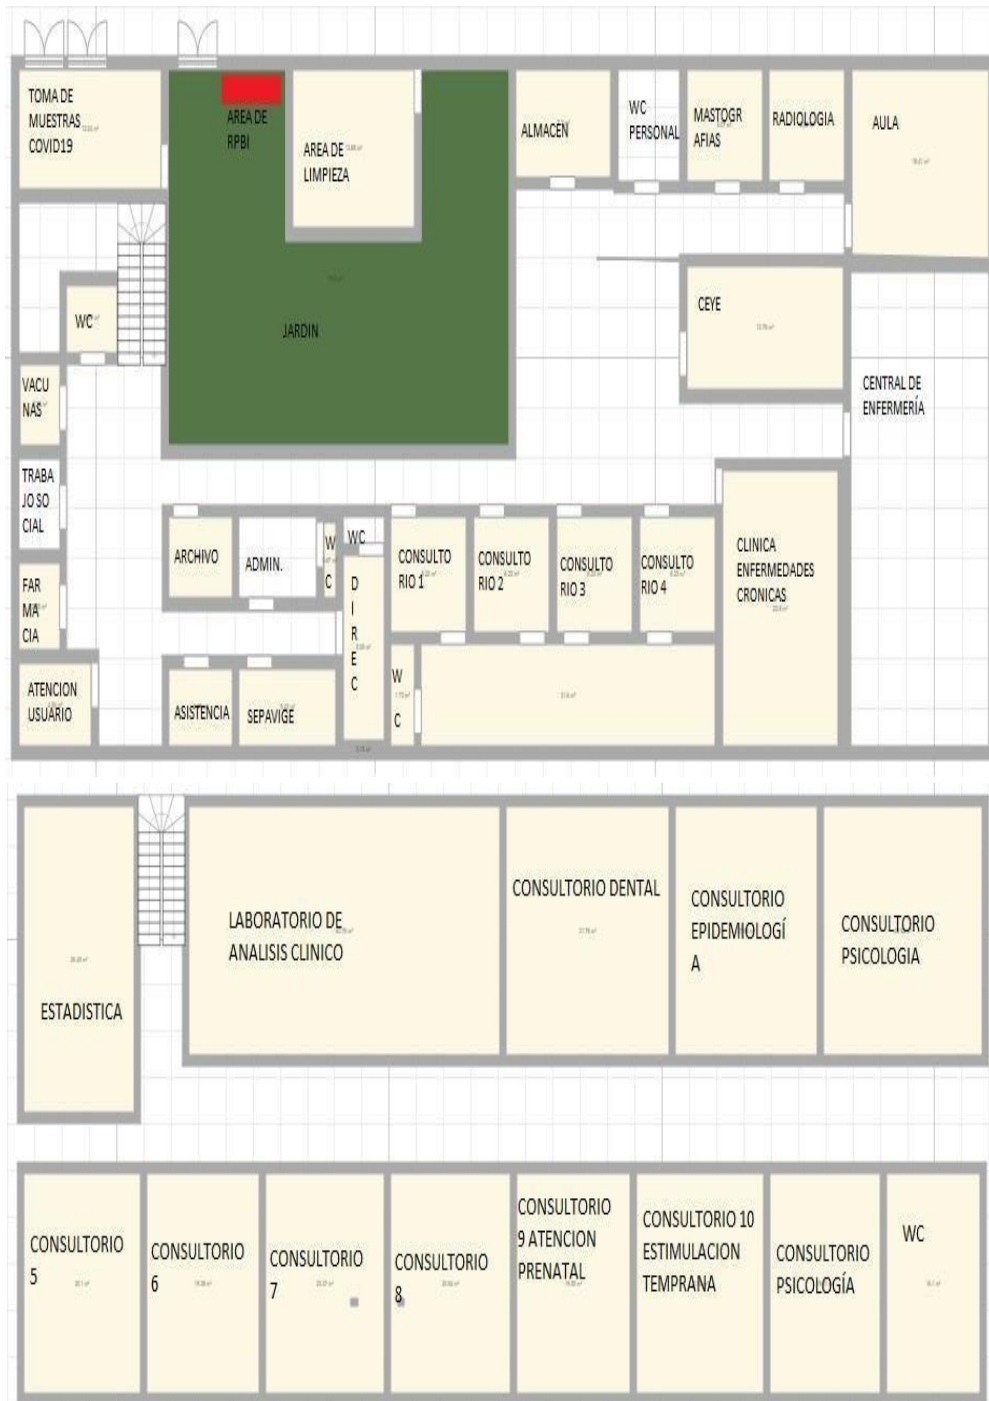 TOMA DE
MUESTRAS
COVID19
AREA DE
RPBI
AREA DE
LIMPIEZA
ALMACÉN
WC
PERSONAL
MASTOGR
AFIAS
RADIOLOGIA
AULA
WC
JARDIN
CEYE
CENTRAL DE
ENFERMERÍA
VACU
NAS
TRABA
JO SO
CIAL
FAR
MA
CIA
ATENCION
USUARIO
ARCHIVO
ADMIN.
W
C
WC
D
I
R
E
C
CONSULTO
RIO 1
CONSULTO
RIO 2
CONSULTO
RIO 3
CONSULTO
RIO 4
CLINICA
ENFERMEDADES
CRONICAS
ASISTENCIA
SEPAVIGE
W
C
ESTADISTICA
LABORATORIO DE
ANALISIS CLINICO
CONSULTORIO DENTAL
CONSULTORIO
EPIDEMIOLOGÍ
A
CONSULTORIO
PSICOLOGIA
CONSULTORIO
5
CONSULTORIO
6
CONSULTORIO
7
CONSULTORIO
8
CONSULTORIO
9 ATENCION
PRENATAL
CONSULTORIO 10
ESTIMULACION
TEMPRANA
CONSULTORIO
PSICOLOGÍA
WC